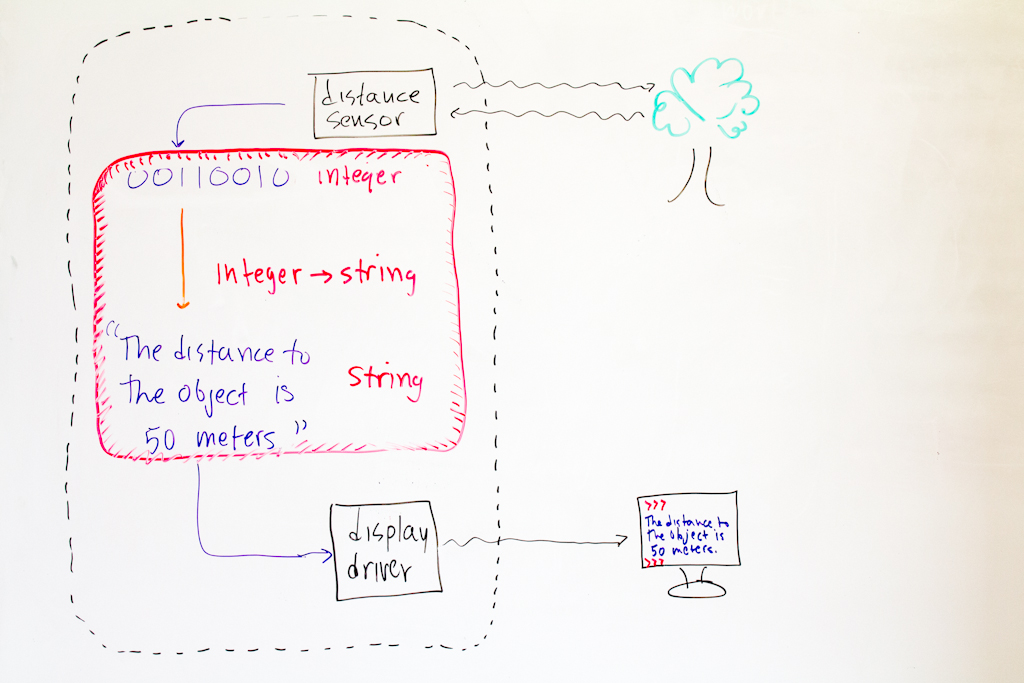 distance
sensor
00110010 integer
Integer → string
"The distance to
the object is
50 meters"
string
display
driver
>>>
The distance to
the object is
50 meters.
>>>